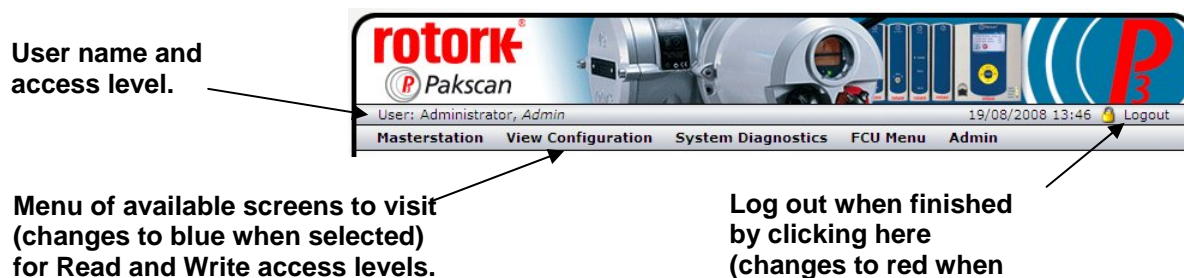 User name and
access level.
rotork
Pakscan
P3
User: Administrator, Admin
19/08/2008 13:46 Logout
Masterstation View Configuration System Diagnostics FCU Menu Admin
Menu of available screens to visit
(changes to blue when selected)
for Read and Write access levels.
Log out when finished
by clicking here
(changes to red when